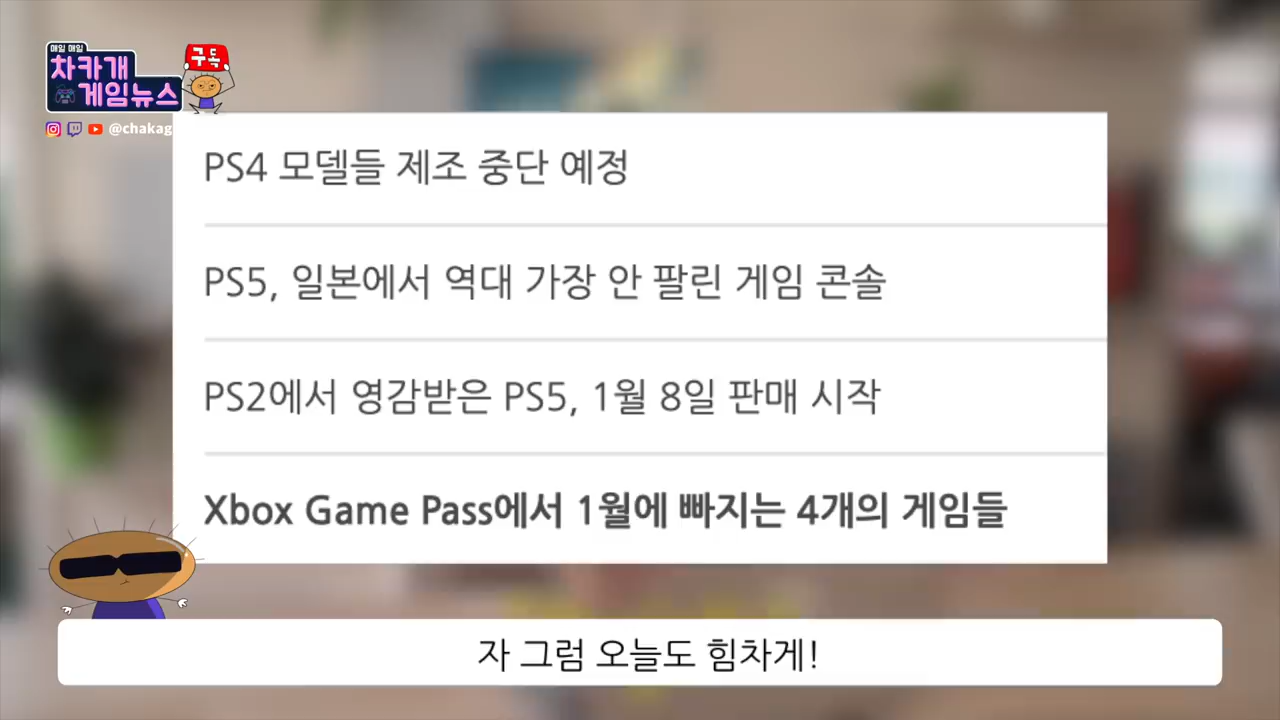 매일 매일
차카개
게임뉴스
구독
@chakag
PS4 모델들 제조 중단 예정
PS5, 일본에서 역대 가장 안 팔린 게임 콘솔
PS2에서 영감받은 PS5, 1월 8일 판매 시작
Xbox Game Pass에서 1월에 빠지는 4개의 게임들
자 그럼 오늘도 힘차게!